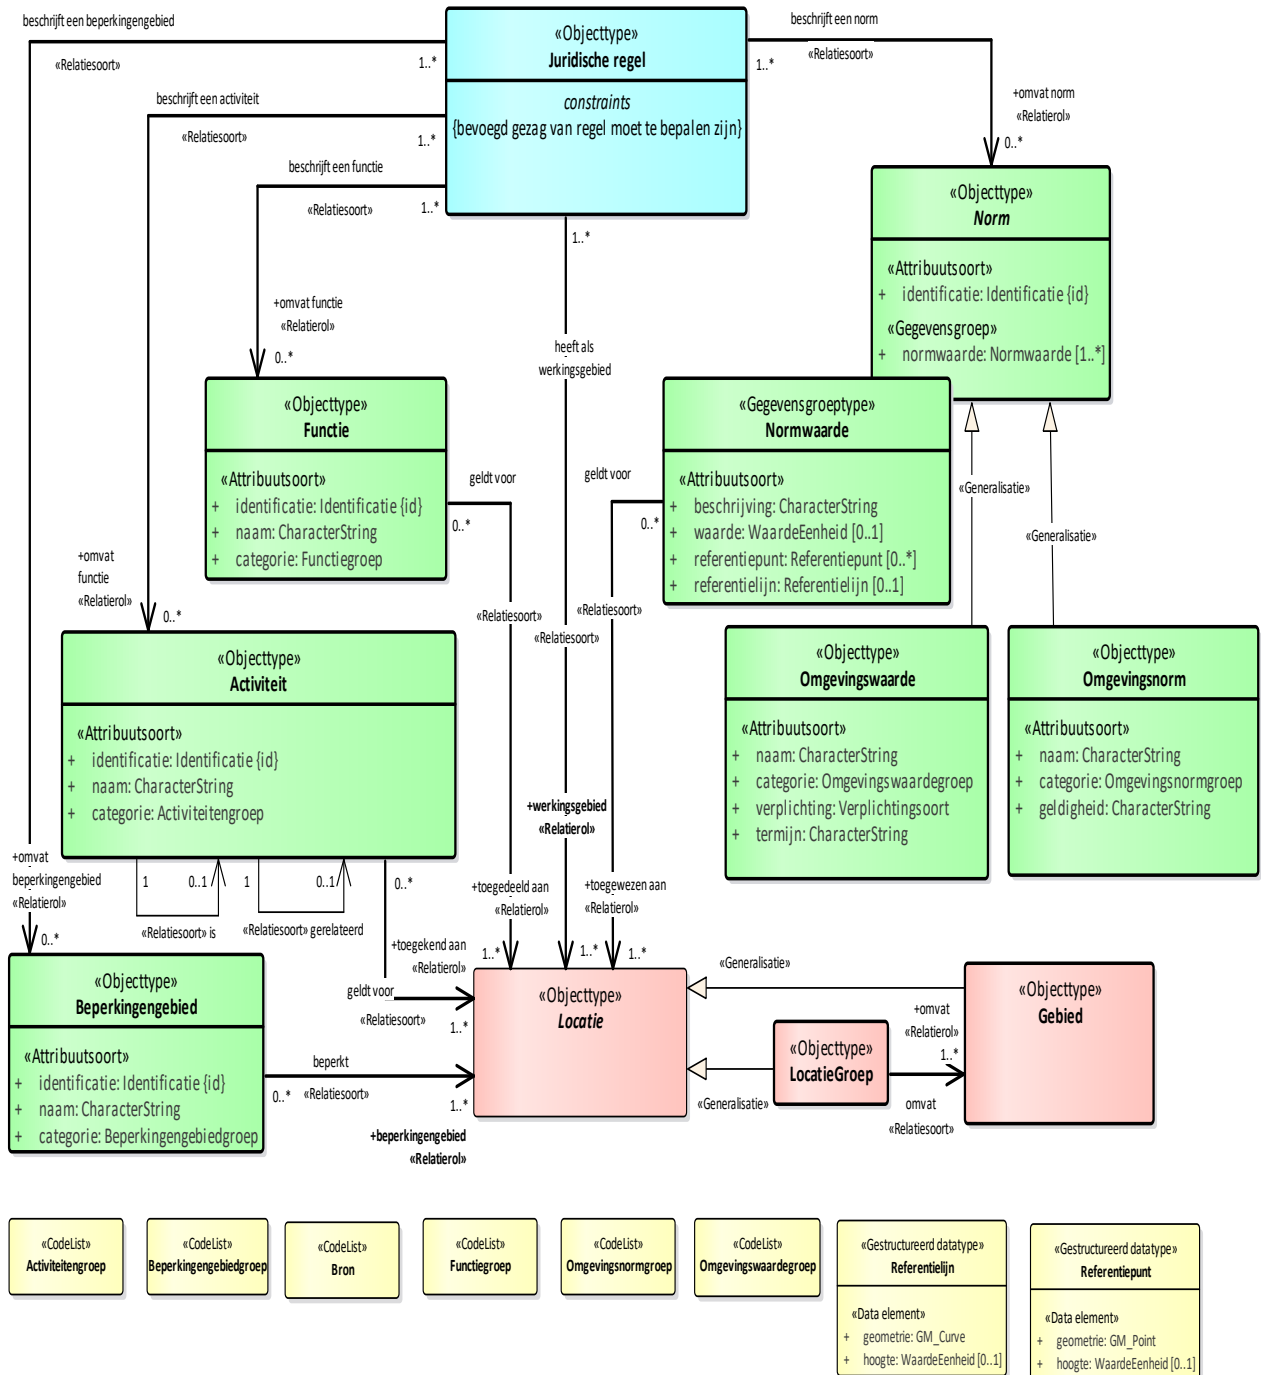 beschrijft een beperkingengebied
«Relatiesoort»
1..*
beschrijft een activiteit
«Relatiesoort»
1..*
beschrijft een functie
«Relatiesoort»
1..*
«Objecttype»
Juridische regel
constraints
{bevoegd gezag van regel moet te bepalen zijn}
beschrijft een norm
«Relatiesoort»
1..*
+omvat norm
«Relatierol»
0..*
«Objecttype»
Norm
«Attribuutsoort»
+ identificatie: Identificatie {id}
«Gegevensgroep»
+ normwaarde: Normwaarde [1..*]
1..*
heeft als
werkingsgebied
«Relatiesoort»
+werkingsgebied
«Relatierol»
1..*
+omvat functie
«Relatierol»
0..*
«Objecttype»
Functie
«Attribuutsoort»
+ identificatie: Identificatie {id}
+ naam: CharacterString
+ categorie: Functiegroep
geldt voor
0..*
«Relatiesoort»
+toegedeeld aan
«Relatierol»
1..*
«Gegevensgroeptype»
Normwaarde
«Attribuutsoort»
+ beschrijving: CharacterString
+ waarde: WaardeEenheid [0..1]
+ referentiepunt: Referentiepunt [0..*]
+ referentielijn: Referentielijn [0..1]
geldt voor
0..*
«Relatiesoort»
+toegewezen aan
«Relatierol»
1..*
«Generalisatie»
«Generalisatie»
«Objecttype»
Omgevingswaarde
«Attribuutsoort»
+ naam: CharacterString
+ categorie: Omgevingswaardegroep
+ verplichting: Verplichtingsoort
+ termijn: CharacterString
«Objecttype»
Omgevingsnorm
«Attribuutsoort»
+ naam: CharacterString
+ categorie: Omgevingsnormgroep
+ geldigheid: CharacterString
+omvat
functie
«Relatierol»
0..*
«Objecttype»
Activiteit
«Attribuutsoort»
+ identificatie: Identificatie {id}
+ naam: CharacterString
+ categorie: Activiteitengroep
1
0..1
«Relatiesoort» is
1
0..1
«Relatiesoort» gerelateerd
0..*
+toegekend aan
«Relatierol»
geldt voor
«Relatiesoort»
1..*
+omvat
beperkingengebied
«Relatierol»
0..*
«Objecttype»
Beperkingengebied
«Attribuutsoort»
+ identificatie: Identificatie {id}
+ naam: CharacterString
+ categorie: Beperkingengebiedgroep
beperkt
0..*
«Relatiesoort»
1..*
+beperkingengebied
«Relatierol»
«Objecttype»
Locatie
«Generalisatie»
«Generalisatie»
«Objecttype»
LocatieGroep
+omvat
«Relatierol»
1..*
omvat
«Relatiesoort»
«Objecttype»
Gebied
«CodeList»
Activiteitengroep
«CodeList»
Beperkingengebiedgroep
«CodeList»
Bron
«CodeList»
Functiegroep
«CodeList»
Omgevingsnormgroep
«CodeList»
Omgevingswaardegroep
«Gestructureerd datatype»
Referentielijn
«Data element»
+ geometrie: GM_Curve
+ hoogte: WaardeEenheid [0..1]
«Gestructureerd datatype»
Referentiepunt
«Data element»
+ geometrie: GM_Point
+ hoogte: WaardeEenheid [0..1]